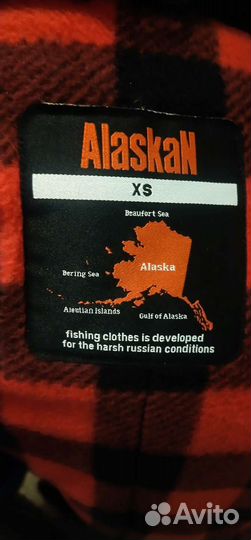 AlaskaN
XS
Beaufort Sea
Bering Sea
Alaska
Aleutian Islands
Gulf of Alaska
fishing clothes is developed
for the harsh russian conditions
Avito